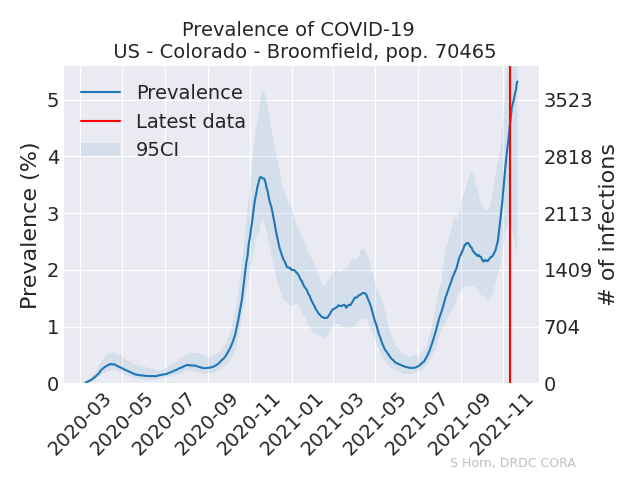 Prevalence of COVID-19
US - Colorado - Broomfield, pop. 70465
Prevalence
Latest data
95CI
Prevalence (%)
5
4
3
2
1
0
3523
2818
2113
1409
704
0
# of infections
2020-03
2020-05
2020-07
2020-09
2020-11
2021-01
2021-03
2021-05
2021-07
2021-09
2021-11
S Horn, DRDC CORA